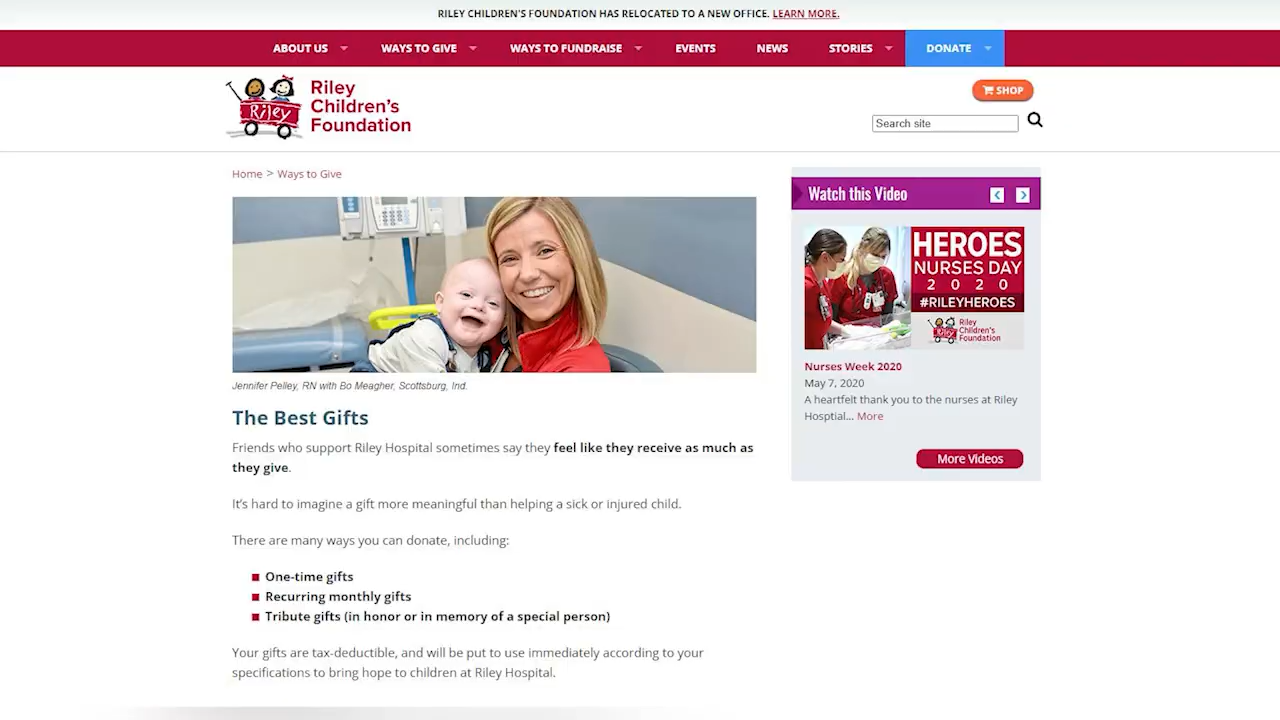 RILEY CHILDREN'S FOUNDATION HAS RELOCATED TO A NEW OFFICE. LEARN MORE.
ABOUT US WAYS TO GIVE WAYS TO FUNDRAISE EVENTS NEWS STORIES DONATE
Riley
Riley
Children's
Foundation
SHOP
Search site
Home > Ways to Give
Jennifer Pelley, RN with Bo Meagher, Scottsburg, Ind.
The Best Gifts
Friends who support Riley Hospital sometimes say they feel like they receive as much as
they give.
It's hard to imagine a gift more meaningful than helping a sick or injured child.
There are many ways you can donate, including:
One-time gifts
Recurring monthly gifts
Tribute gifts (in honor or in memory of a special person)
Your gifts are tax-deductible, and will be put to use immediately according to your
specifications to bring hope to children at Riley Hospital.
Watch this Video
HEROES
NURSES DAY
2020
#RILEYHEROES
Riley
Riley
Children's
Foundation
Nurses Week 2020
May 7, 2020
A heartfelt thank you to the nurses at Riley
Hosptial... More
More Videos